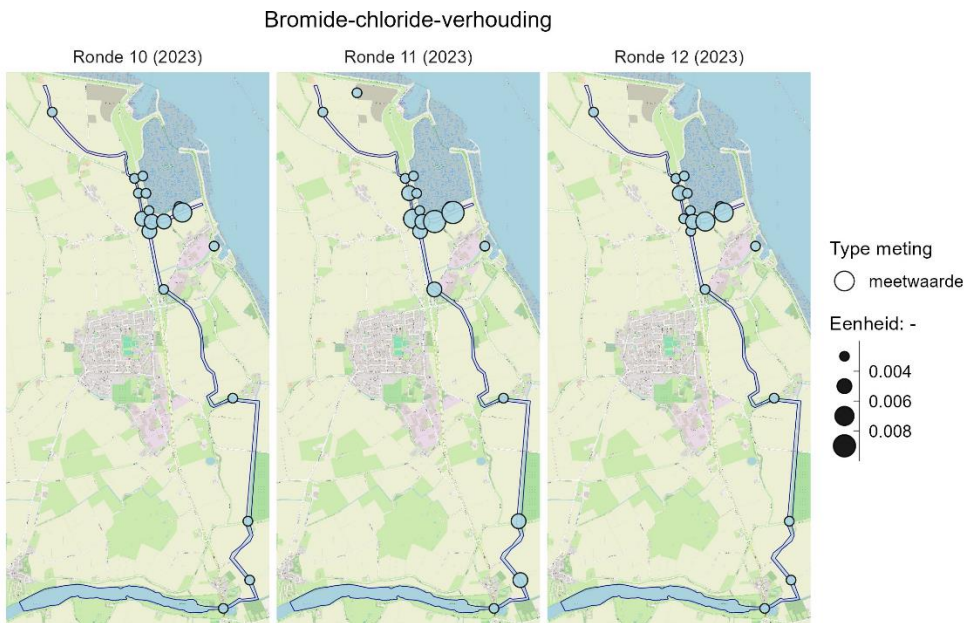 Bromide-chloride-verhouding
Ronde 10 (2023)
Ronde 11 (2023)
Ronde 12 (2023)
Type meting
meetwaarde
Eenheid: -
0.004
0.006
0.008